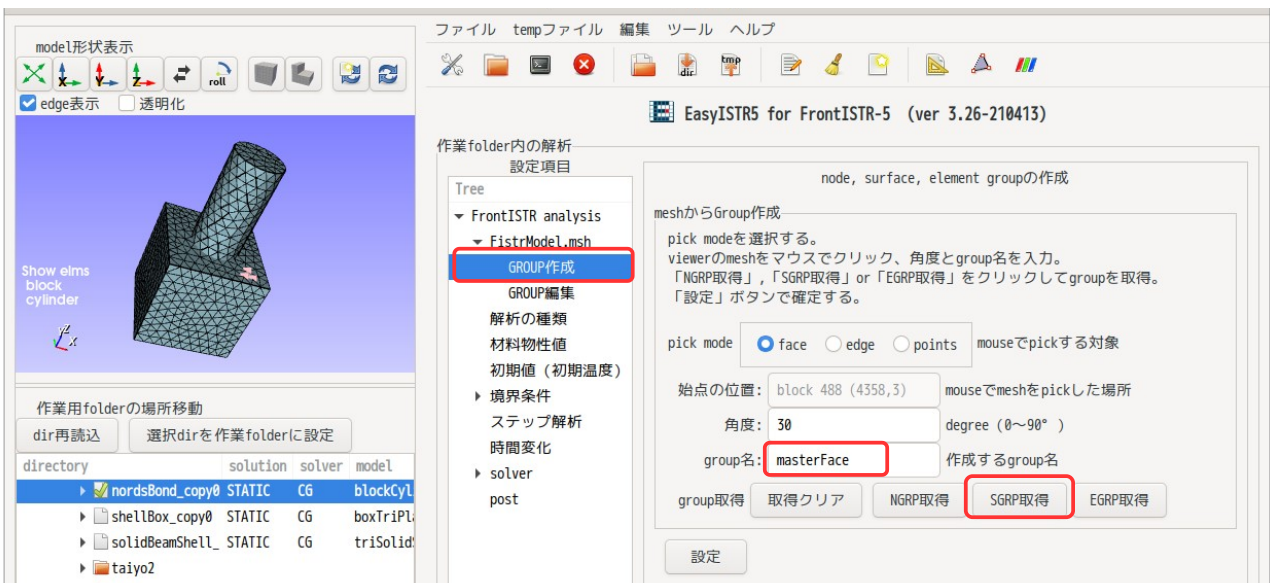 model形状表示
X Y Z roll
edge表示 透明化
Show elms
block
cylinder
作業用folderの場所移動
dir再読込 選択dirを作業folderに設定
directory solution solver model
nordsBond_copy0 STATIC CG blockCyl
shellBox_copy0 STATIC CG boxTriPl
solidBeamShell_ STATIC CG triSolid
taiyo2
ファイル tempファイル 編集 ツール ヘルプ
dir tmp
EasyISTR5 for FrontISTR-5 (ver 3.26-210413)
作業folder内の解析
設定項目
Tree
FrontISTR analysis
FistrModel.msh
GROUP作成
GROUP編集
解析の種類
材料物性値
初期値（初期温度）
境界条件
ステップ解析
時間変化
solver
post
node, surface, element groupの作成
meshからGroup作成
pick modeを選択する。
viewerのmeshをマウスでクリック、角度とgroup名を入力。
「NGRP取得」,「SGRP取得」or「EGRP取得」をクリックしてgroupを取得。
「設定」ボタンで確定する。
pick mode face edge points mouseでpickする対象
始点の位置: block 488 (4358,3) mouseでmeshをpickした場所
角度: 30 degree (0～90° )
group名: masterFace 作成するgroup名
group取得 取得クリア NGRP取得 SGRP取得 EGRP取得
設定